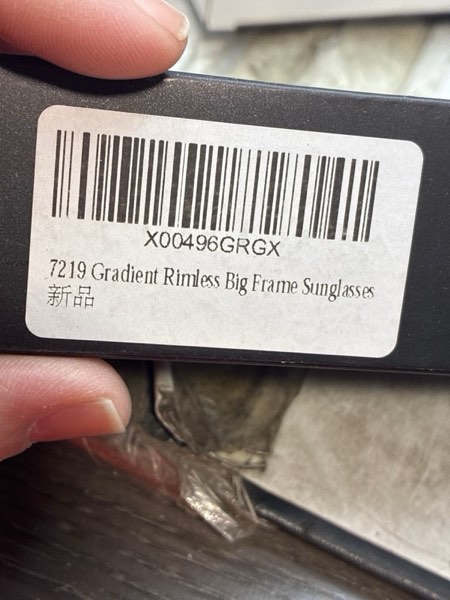 X00496GRGX
7219 Gradient Rimless Big Frame Sunglasses
新品